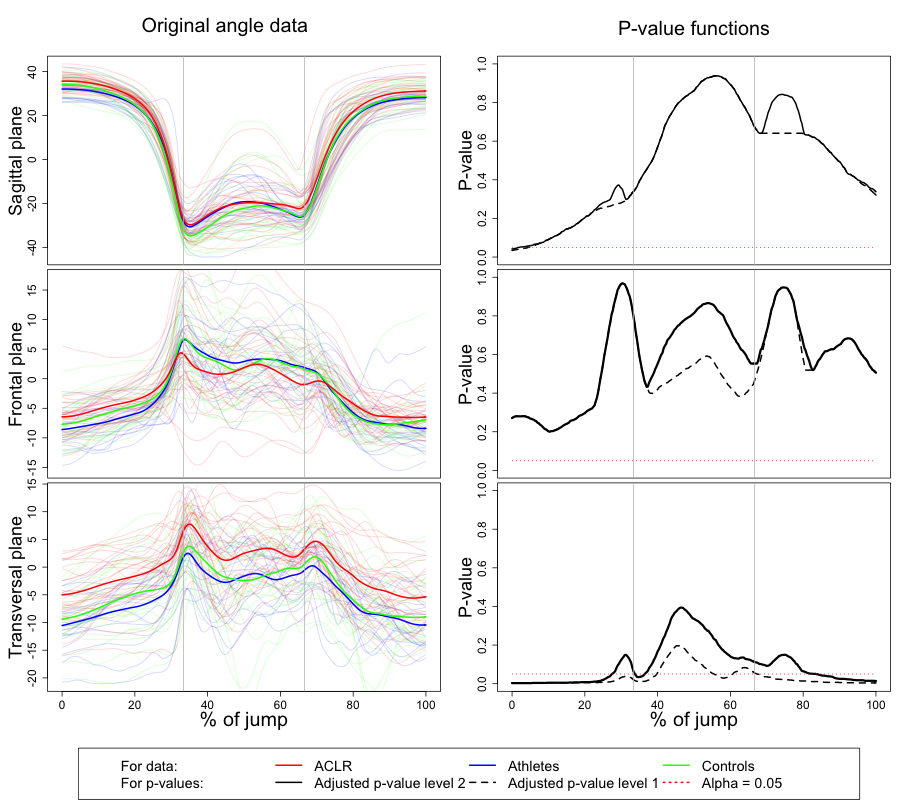 Original angle data
P-value functions
Sagittal plane
40
20
0
-20
40
P-value
1.0
0.8
0.6
0.4
0.2
0.0
Frontal plane
15
10
5
0
-5
-10
-15
P-value
1.0
0.8
0.6
0.4
0.2
0.0
Transversal plane
15
10
5
0
-5
-10
-15
-20
P-value
1.0
0.8
0.6
0.4
0.2
0.0
0 20 40 60 80 100
0 20 40 60 80 100
% of jump
% of jump
For data: ACLR Athletes Controls
For p-values: Adjusted p-value level 2 Adjusted p-value level 1 Alpha = 0.05